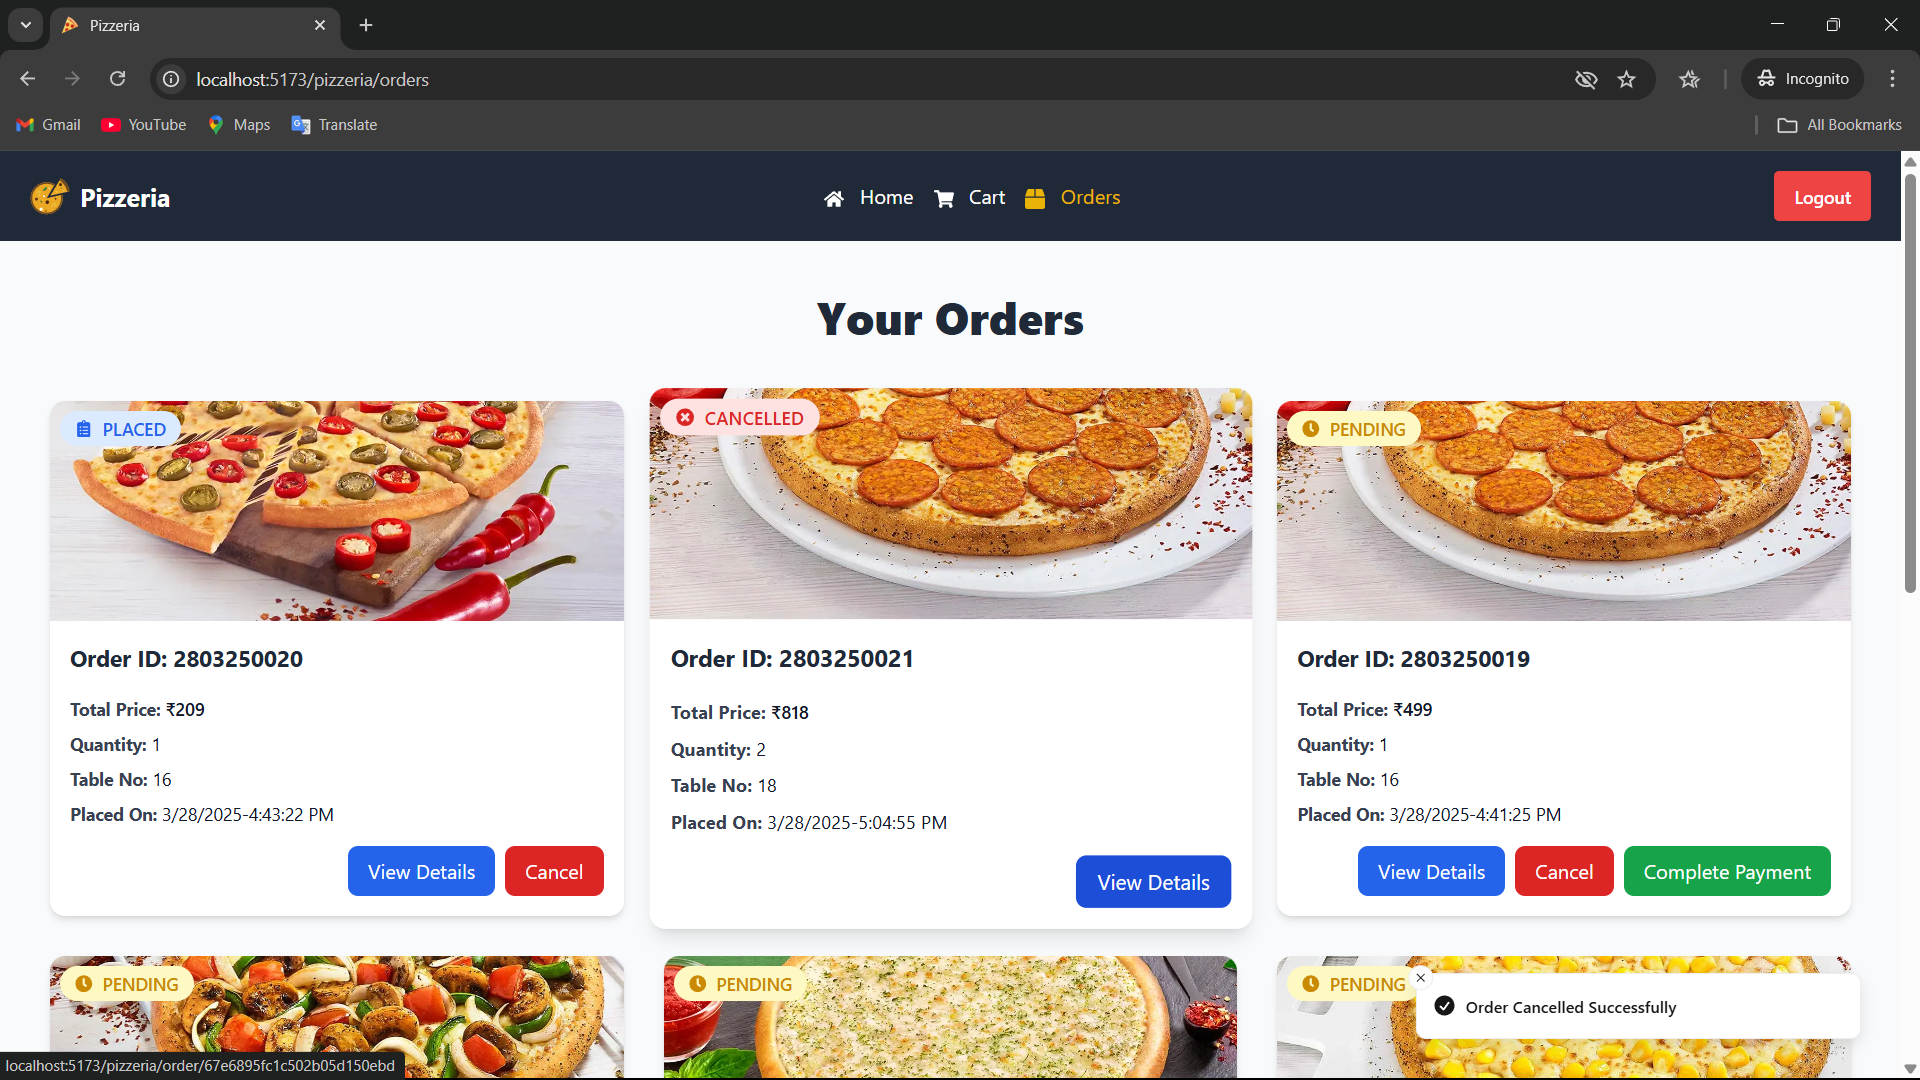 Pizzeria
localhost:5173/pizzeria/orders
Incognito
Gmail
YouTube
Maps
Translate
All Bookmarks
Pizzeria
Home
Cart
Orders
Logout
Your Orders
PLACED
Order ID: 2803250020
Total Price: ₹209
Quantity: 1
Table No: 16
Placed On: 3/28/2025-4:43:22 PM
View Details
Cancel
CANCELLED
Order ID: 2803250021
Total Price: ₹818
Quantity: 2
Table No: 18
Placed On: 3/28/2025-5:04:55 PM
View Details
PENDING
Order ID: 2803250019
Total Price: ₹499
Quantity: 1
Table No: 16
Placed On: 3/28/2025-4:41:25 PM
View Details
Cancel
Complete Payment
PENDING
PENDING
PENDING
Order Cancelled Successfully
localhost:5173/pizzeria/order/67e6895fc1c502b05d150ebd